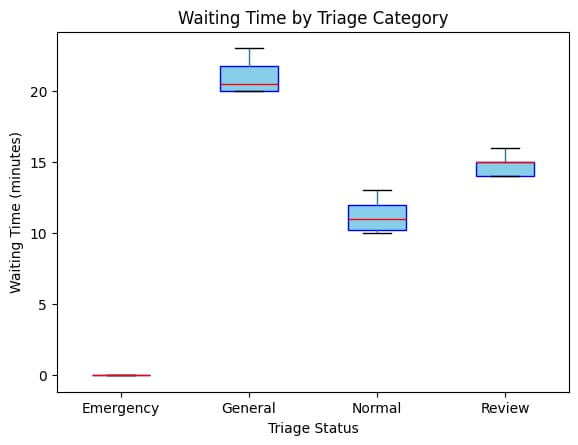 Waiting Time by Triage Category
Waiting Time (minutes)
20
15
10
5
0
Emergency
General
Normal
Review
Triage Status